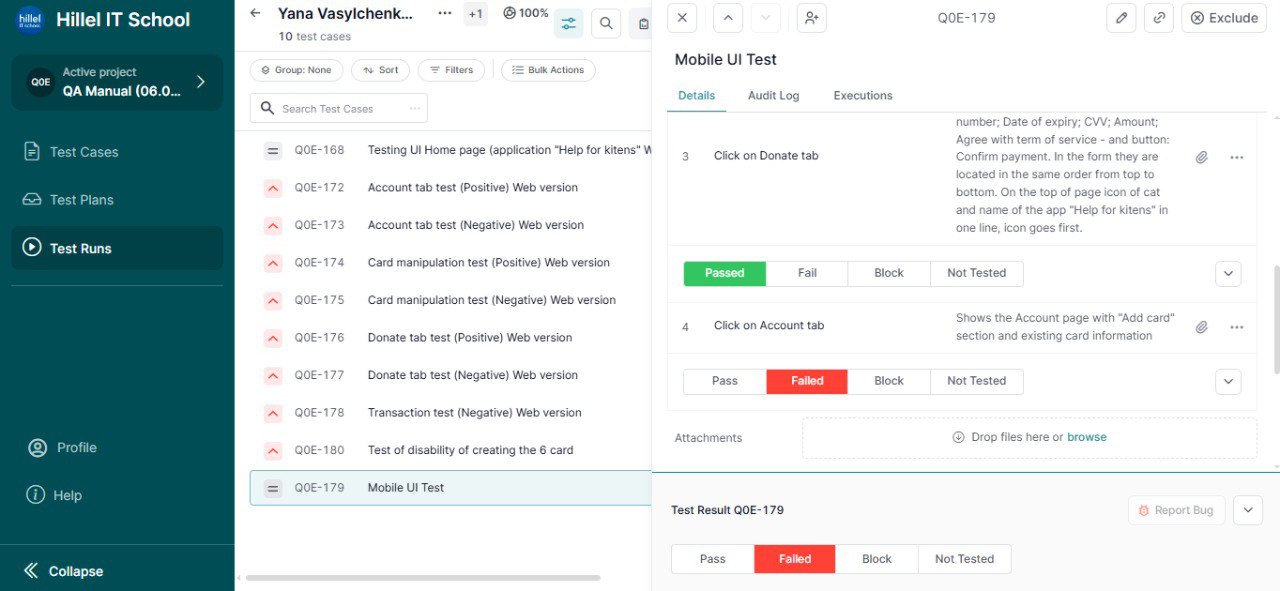 hillel
IT school
Hillel IT School
Q0E
Active project
QA Manual (06.0...
Test Cases
Test Plans
Test Runs
Profile
Help
Collapse
Yana Vasylchenk...
+1
100%
10 test cases
Group: None
Sort
Filters
Bulk Actions
Search Test Cases
Q0E-168 Testing UI Home page (application "Help for kitens" W
Q0E-172 Account tab test (Positive) Web version
Q0E-173 Account tab test (Negative) Web version
Q0E-174 Card manipulation test (Positive) Web version
Q0E-175 Card manipulation test (Negative) Web version
Q0E-176 Donate tab test (Positive) Web version
Q0E-177 Donate tab test (Negative) Web version
Q0E-178 Transaction test (Negative) Web version
Q0E-180 Test of disability of creating the 6 card
Q0E-179 Mobile UI Test
Q0E-179
Exclude
Mobile UI Test
Details Audit Log Executions
3 Click on Donate tab
number; Date of expiry; CVV; Amount;
Agree with term of service - and button:
Confirm payment. In the form they are
located in the same order from top to
bottom. On the top of page icon of cat
and name of the app "Help for kitens" in
one line, icon goes first.
Passed Fail Block Not Tested
4 Click on Account tab
Shows the Account page with "Add card"
section and existing card information
Pass Failed Block Not Tested
Attachments
Drop files here or browse
Test Result Q0E-179
Report Bug
Pass Failed Block Not Tested